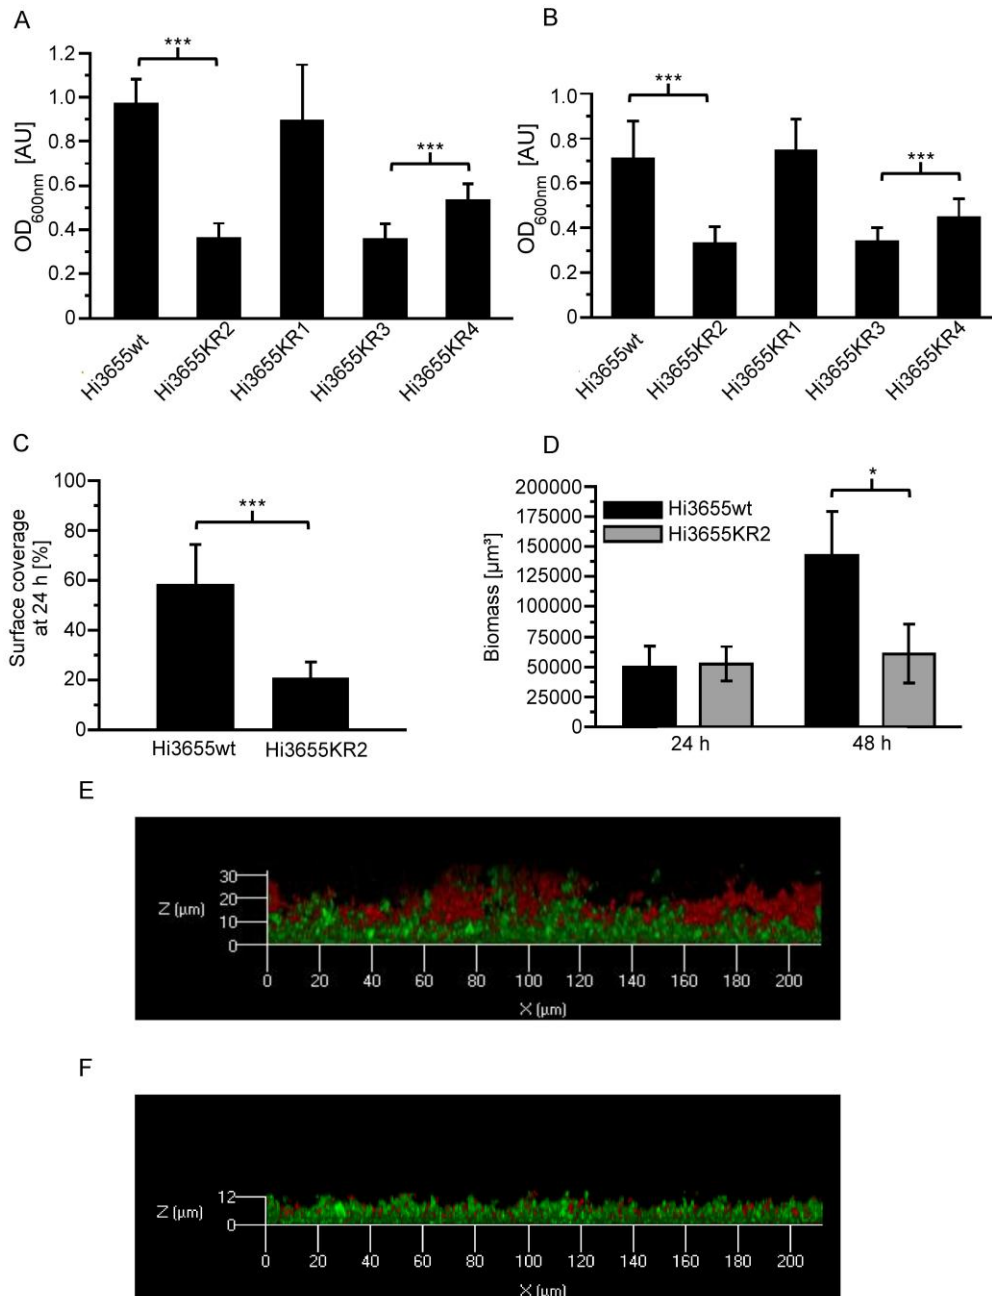 A
***
***
OD600nm [AU]
1.2
1.0
0.8
0.6
0.4
0.2
0
Hi3655wt
Hi3655KR2
Hi3655KR1
Hi3655KR3
Hi3655KR4
B
***
***
OD600nm [AU]
1.0
0.8
0.6
0.4
0.2
0
Hi3655wt
Hi3655KR2
Hi3655KR1
Hi3655KR3
Hi3655KR4
C
***
Surface coverage
at 24 h [%]
100
80
60
40
20
0
Hi3655wt Hi3655KR2
D
*
Hi3655wt
Hi3655KR2
Biomass [µm³]
200000
175000
150000
125000
100000
75000
50000
25000
0
24 h 48 h
E
Z (µm)
30
20
10
0
0 20 40 60 80 100 120 140 160 180 200
X (µm)
F
Z (µm)
12
0
0 20 40 60 80 100 120 140 160 180 200
X (µm)